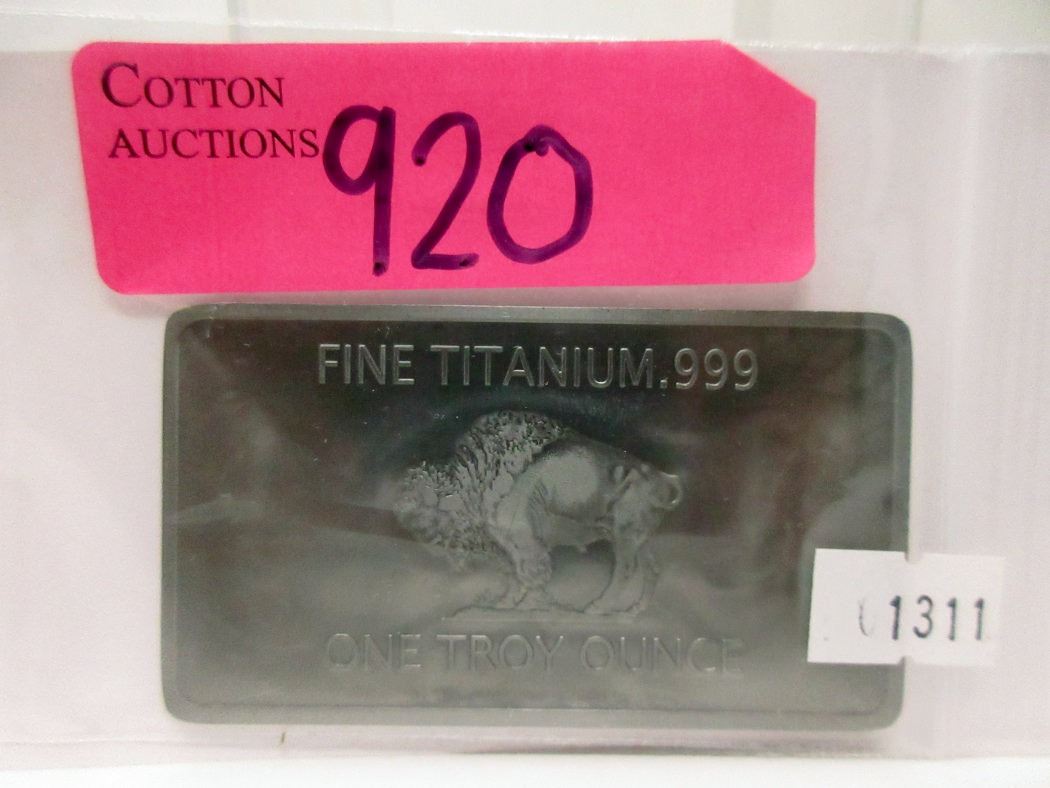 COTTON
AUCTIONS
920
FINE TITANIUM.999
ONE TROY OUNCE
1311